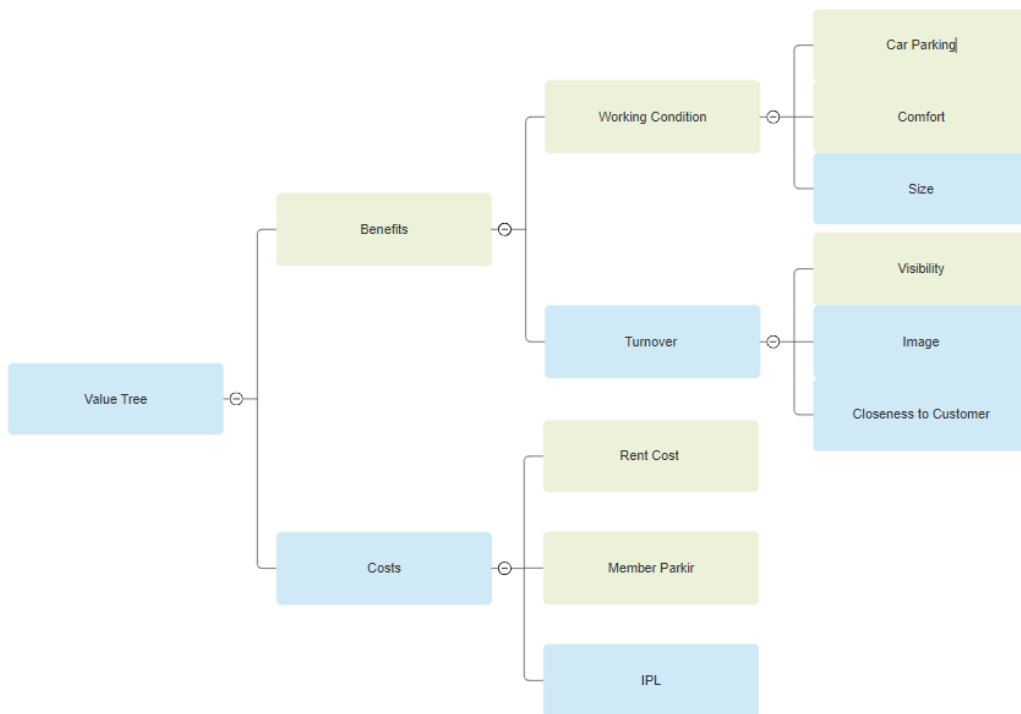 Value Tree
Benefits
Working Condition
Car Parking
Comfort
Size
Turnover
Visibility
Image
Closeness to Customer
Costs
Rent Cost
Member Parkir
IPL